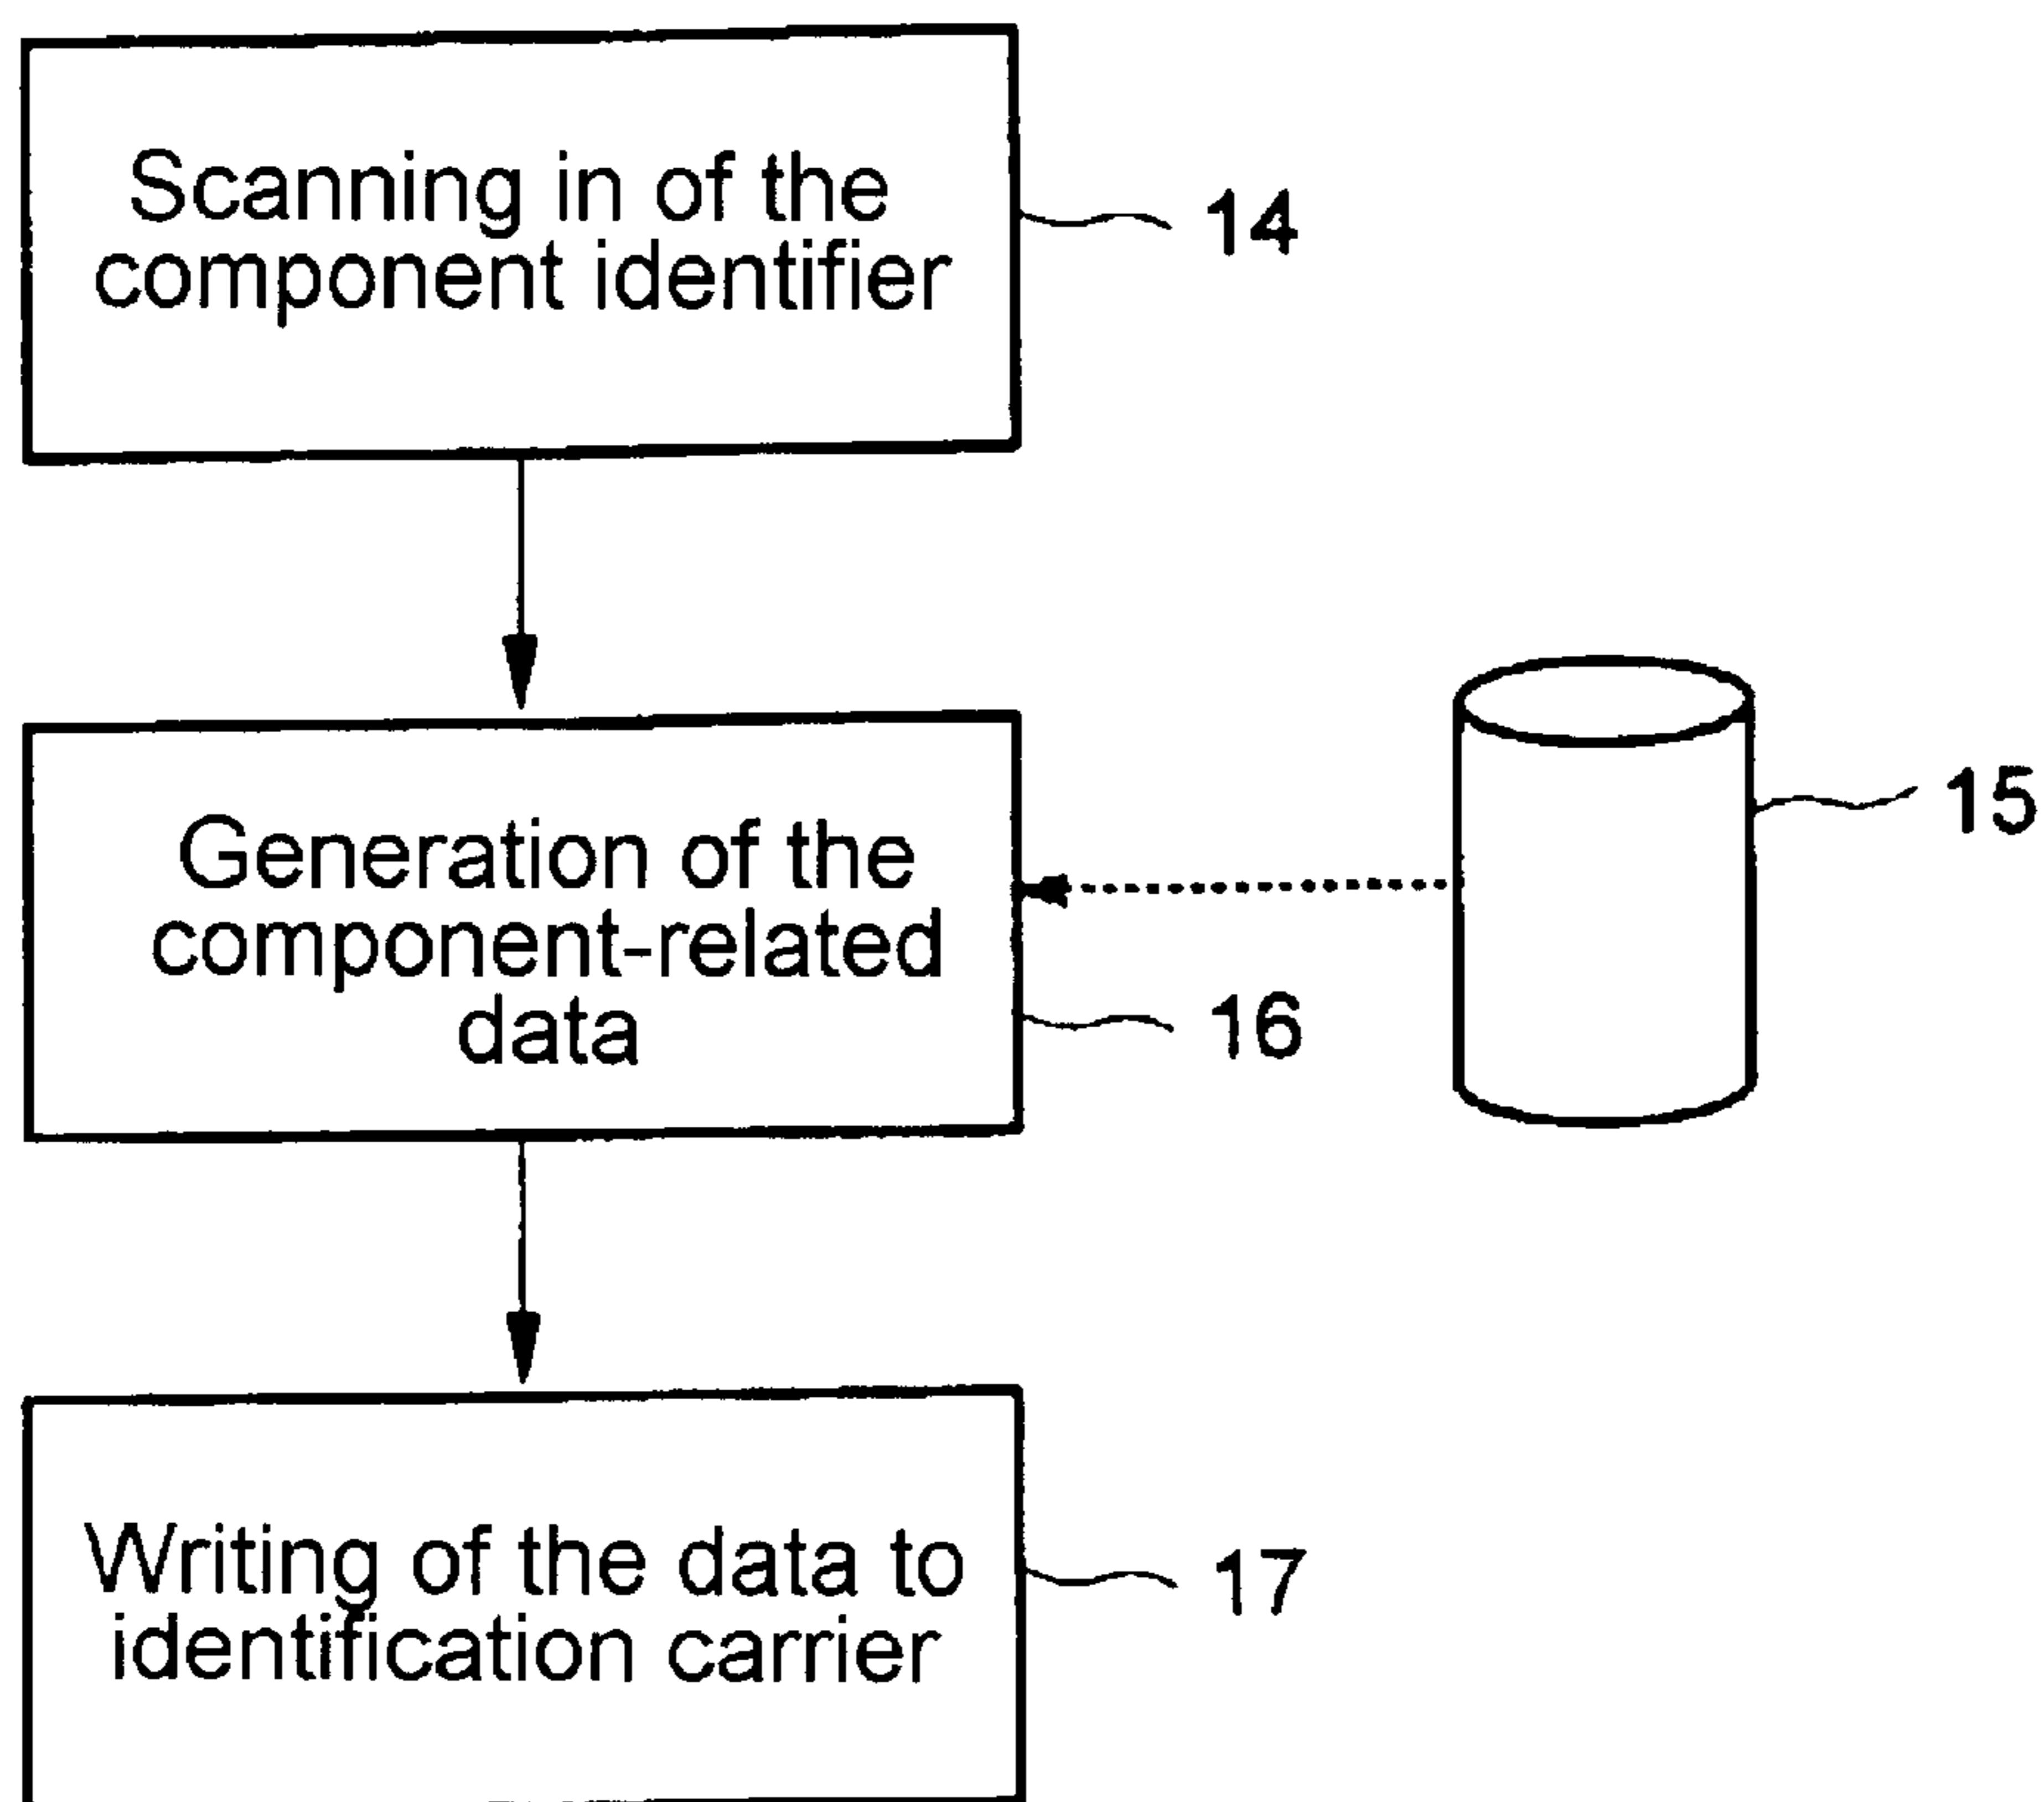 Scanning in of the
component identifier
14
15
Generation of the
component-related
data
16
Writing of the data to
identification carrier
17